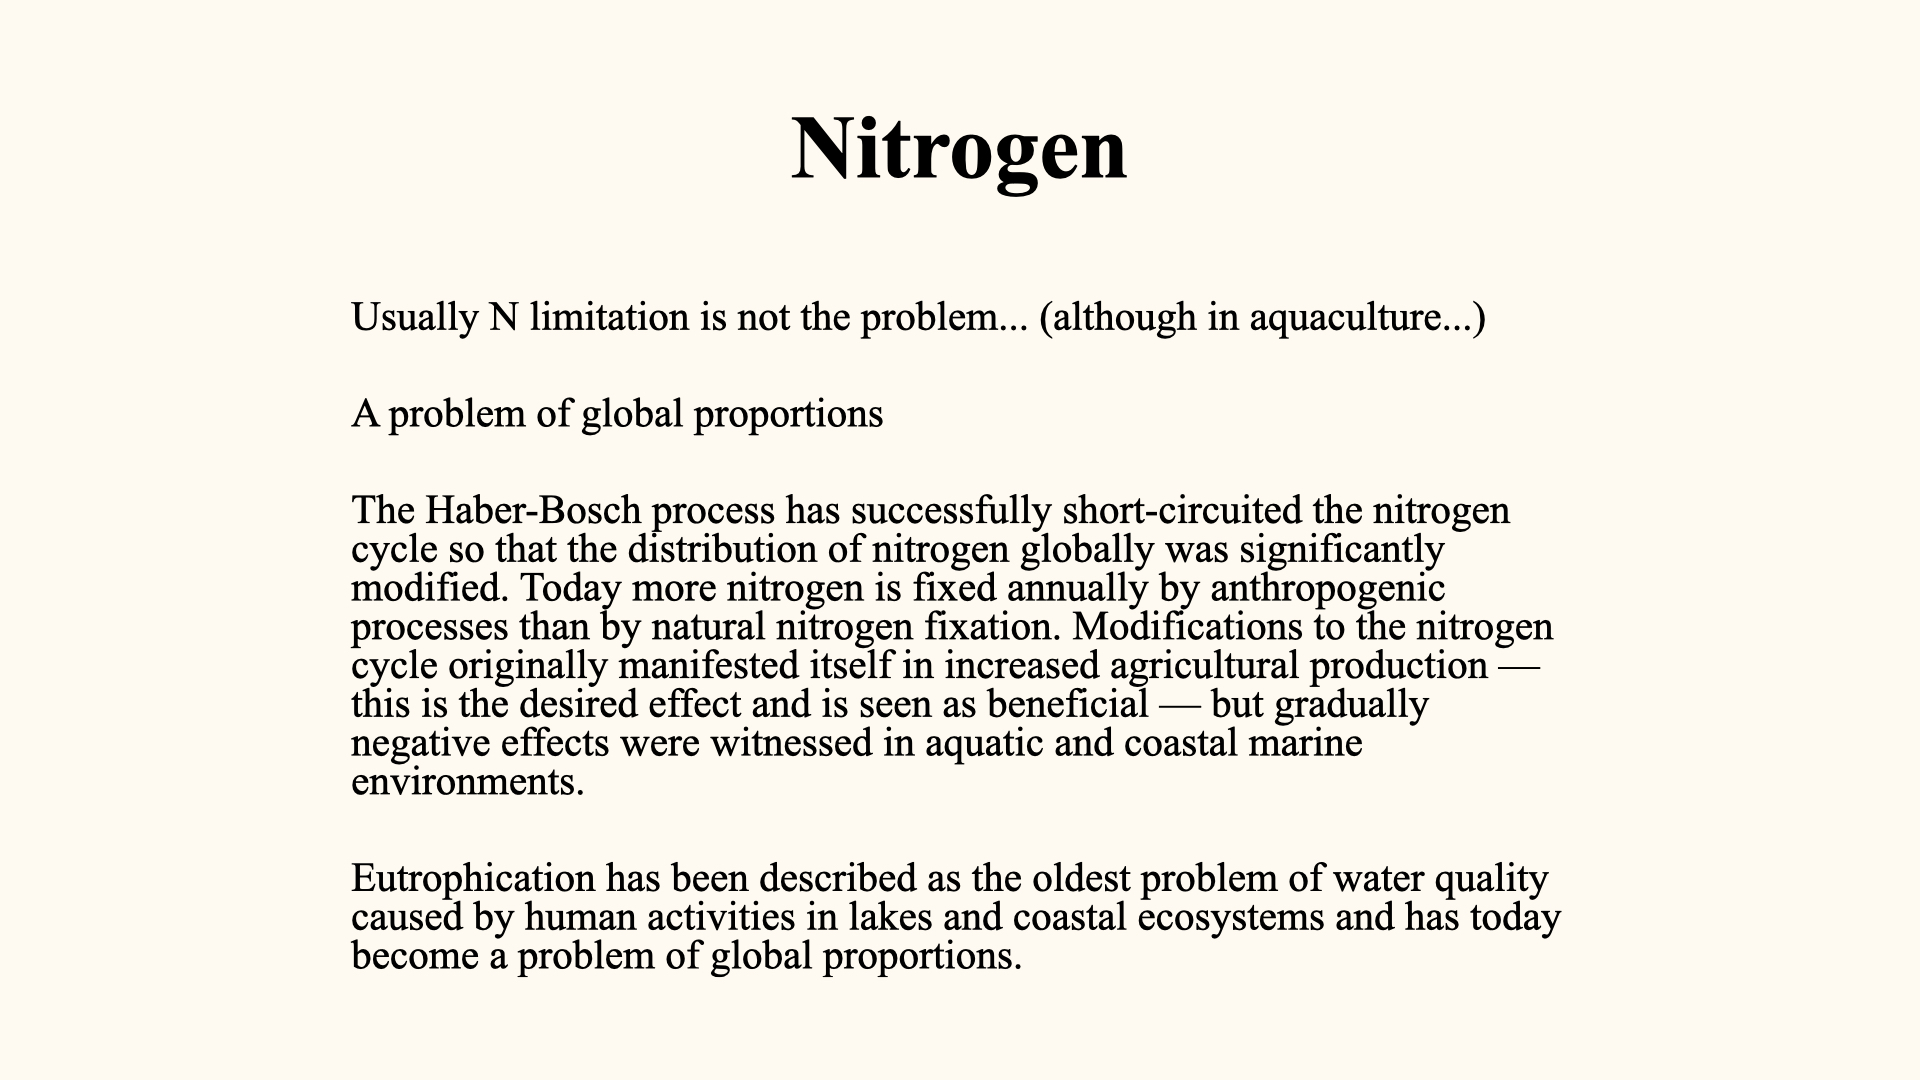 Nitrogen
Usually N limitation is not the problem... (although in aquaculture...)
A problem of global proportions
The Haber-Bosch process has successfully short-circuited the nitrogen
cycle so that the distribution of nitrogen globally was significantly
modified. Today more nitrogen is fixed annually by anthropogenic
processes than by natural nitrogen fixation. Modifications to the nitrogen
cycle originally manifested itself in increased agricultural production —
this is the desired effect and is seen as beneficial — but gradually
negative effects were witnessed in aquatic and coastal marine
environments.
Eutrophication has been described as the oldest problem of water quality
caused by human activities in lakes and coastal ecosystems and has today
become a problem of global proportions.